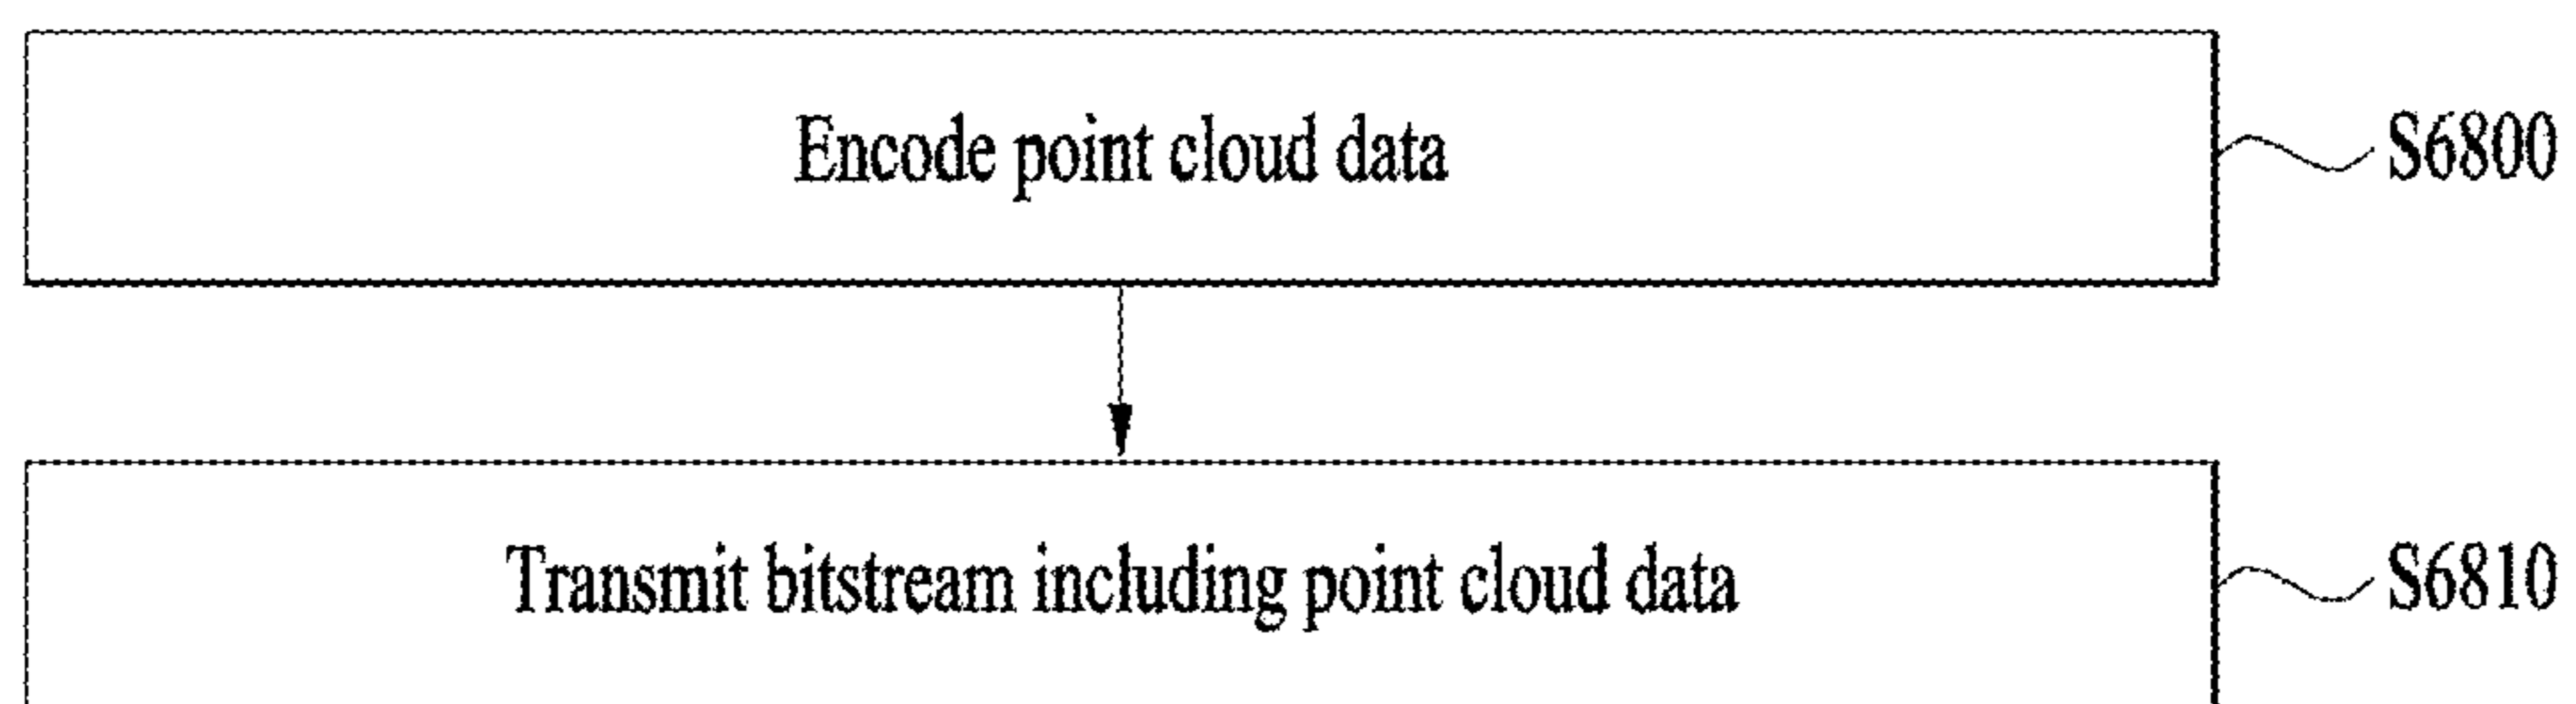 Encode point cloud data
S6800
Transmit bitstream including point cloud data
S6810